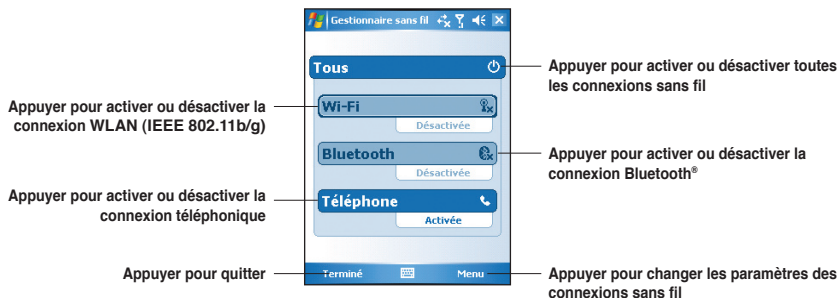 Gestionnaire sans fil
Tous
Appuyer pour activer ou désactiver toutes
les connexions sans fil
Appuyer pour activer ou désactiver la
connexion WLAN (IEEE 802.11b/g)
Wi-Fi
Désactivée
Bluetooth
Désactivée
Appuyer pour activer ou désactiver la
connexion Bluetooth®
Appuyer pour activer ou désactiver la
connexion téléphonique
Téléphone
Activée
Appuyer pour quitter
Terminé
Menu
Appuyer pour changer les paramètres des
connexions sans fil